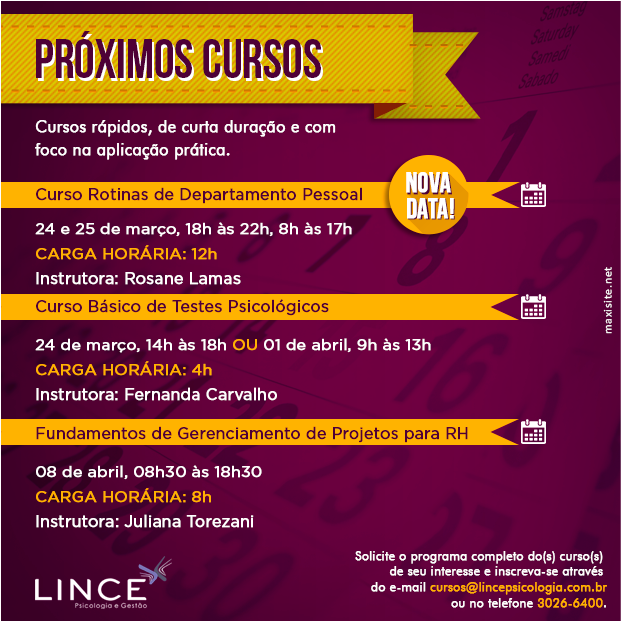 PRÓXIMOS CURSOS
Samstag
Saturday
Samedi
Sabado
Cursos rápidos, de curta duração e com
foco na aplicação prática.
Curso Rotinas de Departamento Pessoal
NOVA
DATA!
24 e 25 de março, 18h às 22h, 8h às 17h
CARGA HORÁRIA: 12h
Instrutora: Rosane Lamas
Curso Básico de Testes Psicológicos
24 de março, 14h às 18h OU 01 de abril, 9h às 13h
CARGA HORÁRIA: 4h
Instrutora: Fernanda Carvalho
Fundamentos de Gerenciamento de Projetos para RH
08 de abril, 08h30 às 18h30
CARGA HORÁRIA: 8h
Instrutora: Juliana Torezani
LINCE
Psicologia e Gestão
Solicite o programa completo do(s) curso(s)
de seu interesse e inscreva-se através
do e-mail cursos@lincepsicologia.com.br
ou no telefone 3026-6400.
maxisite.net